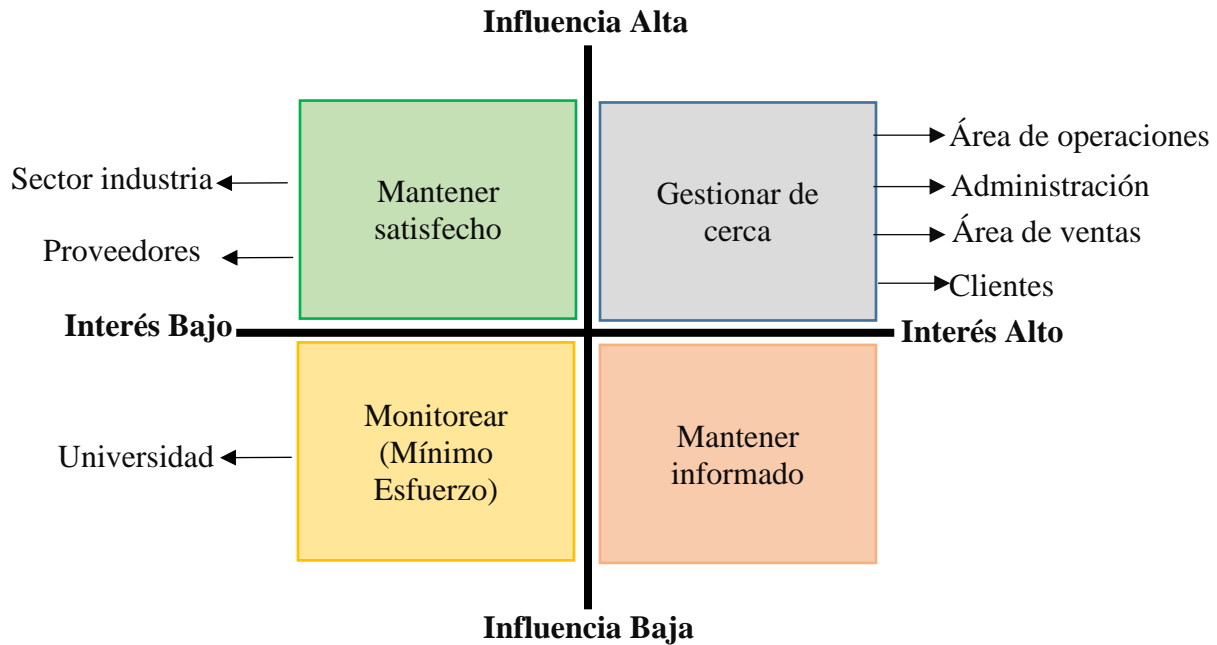 Influencia Alta
Sector industria
Proveedores
Mantener
satisfecho
Gestionar de
cerca
Área de operaciones
Administración
Área de ventas
Clientes
Interés Bajo
Interés Alto
Universidad
Monitorear
(Mínimo
Esfuerzo)
Mantener
informado
Influencia Baja